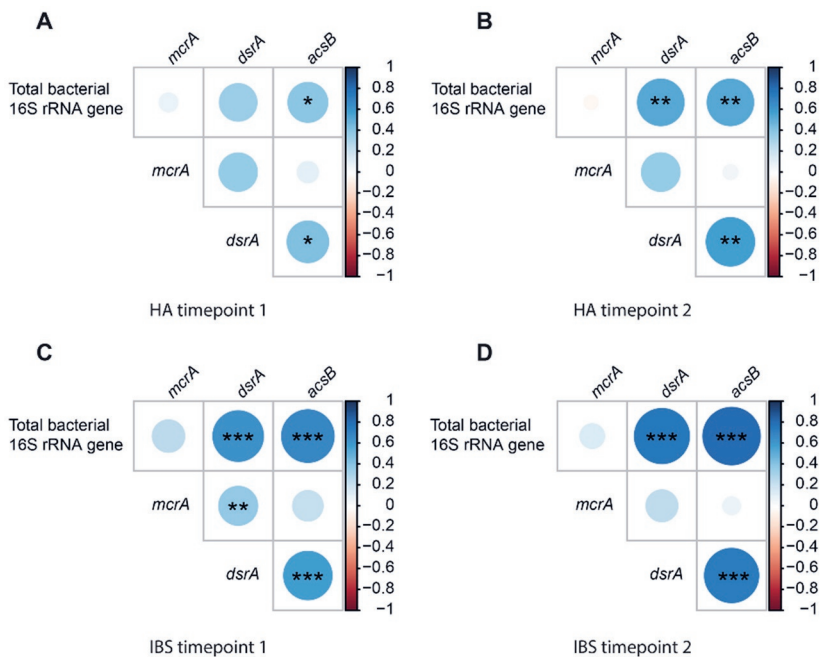 A
mcrA
dsrA
acsB
Total bacterial
16S rRNA gene
*
mcrA
dsrA
*
1
0.8
0.6
0.4
0.2
0
−0.2
−0.4
−0.6
−0.8
−1
HA timepoint 1
B
mcrA
dsrA
acsB
Total bacterial
16S rRNA gene
**
**
mcrA
dsrA
**
1
0.8
0.6
0.4
0.2
0
−0.2
−0.4
−0.6
−0.8
−1
HA timepoint 2
C
mcrA
dsrA
acsB
Total bacterial
16S rRNA gene
***
***
mcrA
**
dsrA
***
1
0.8
0.6
0.4
0.2
0
−0.2
−0.4
−0.6
−0.8
−1
IBS timepoint 1
D
mcrA
dsrA
acsB
Total bacterial
16S rRNA gene
***
***
mcrA
dsrA
***
1
0.8
0.6
0.4
0.2
0
−0.2
−0.4
−0.6
−0.8
−1
IBS timepoint 2